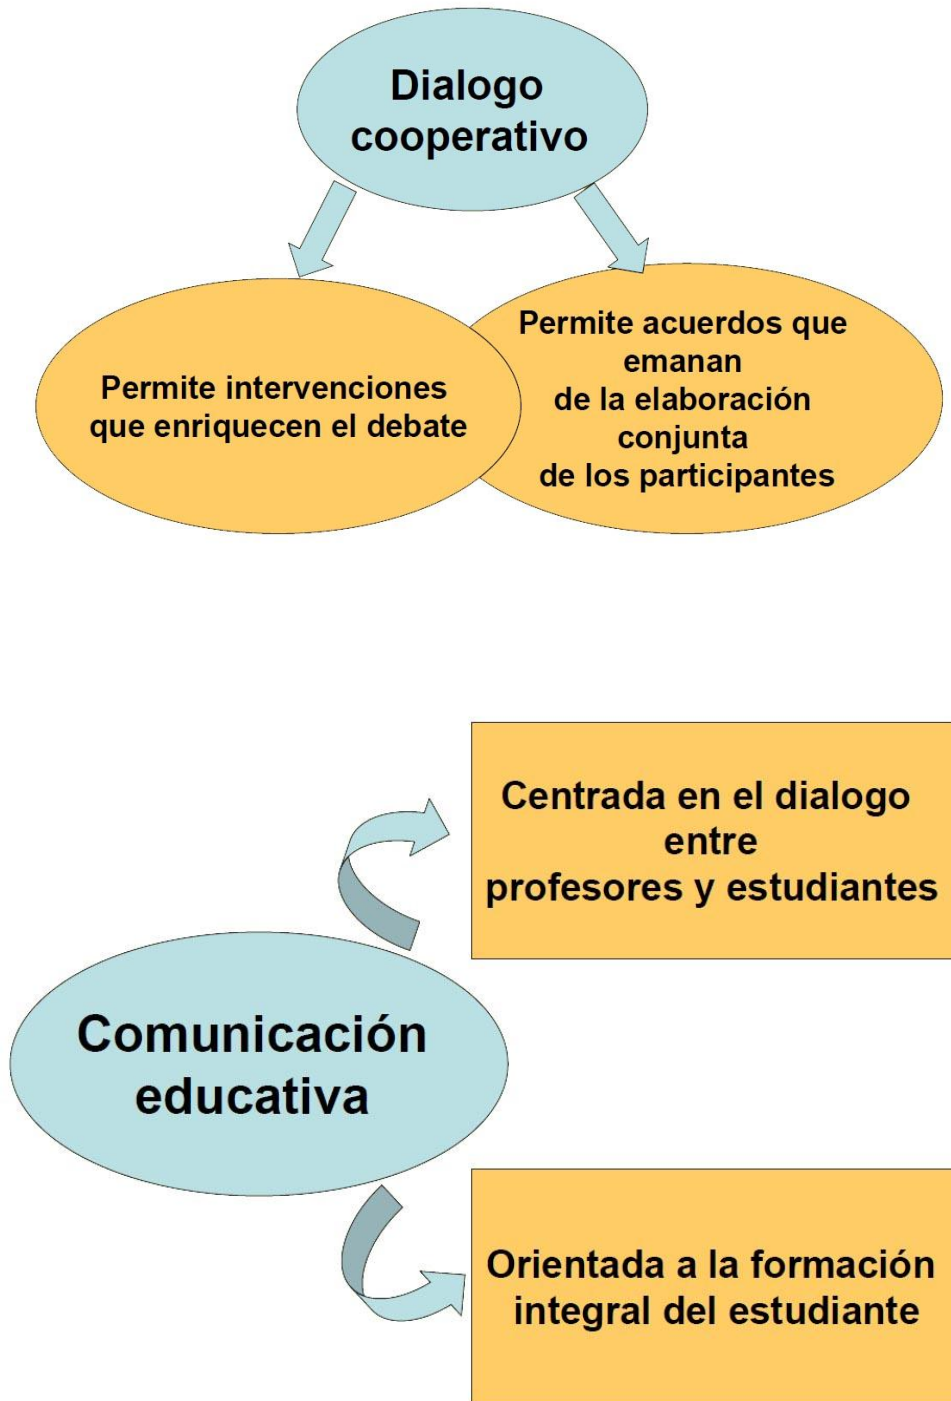 Dialogo
cooperativo
Permite intervenciones
que enriquecen el debate
Permite acuerdos que
emanan
de la elaboración
conjunta
de los participantes
Centrada en el dialogo
entre
profesores y estudiantes
Comunicación
educativa
Orientada a la formación
integral del estudiante